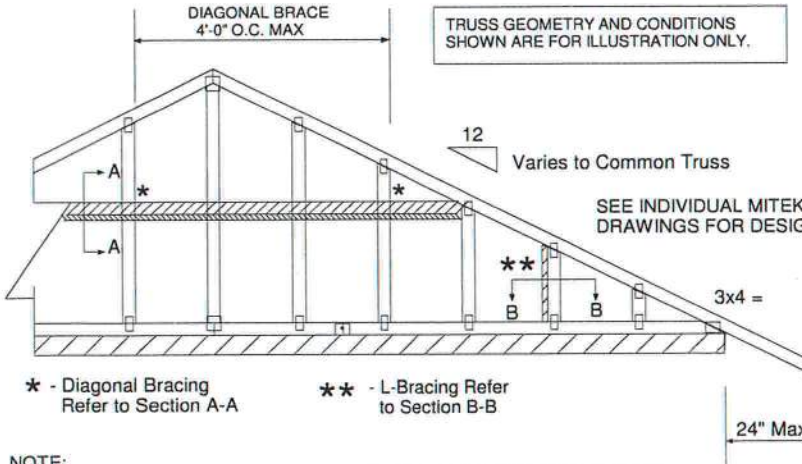 DIAGONAL BRACE
4'-0" O.C. MAX
TRUSS GEOMETRY AND CONDITIONS
SHOWN ARE FOR ILLUSTRATION ONLY.
12
Varies to Common Truss
A
*
*
SEE INDIVIDUAL MITEK
DRAWINGS FOR DESIG
A
**
B
B
3x4 =
* - Diagonal Bracing
Refer to Section A-A
** - L-Bracing Refer
to Section B-B
24" Max
NOTE: